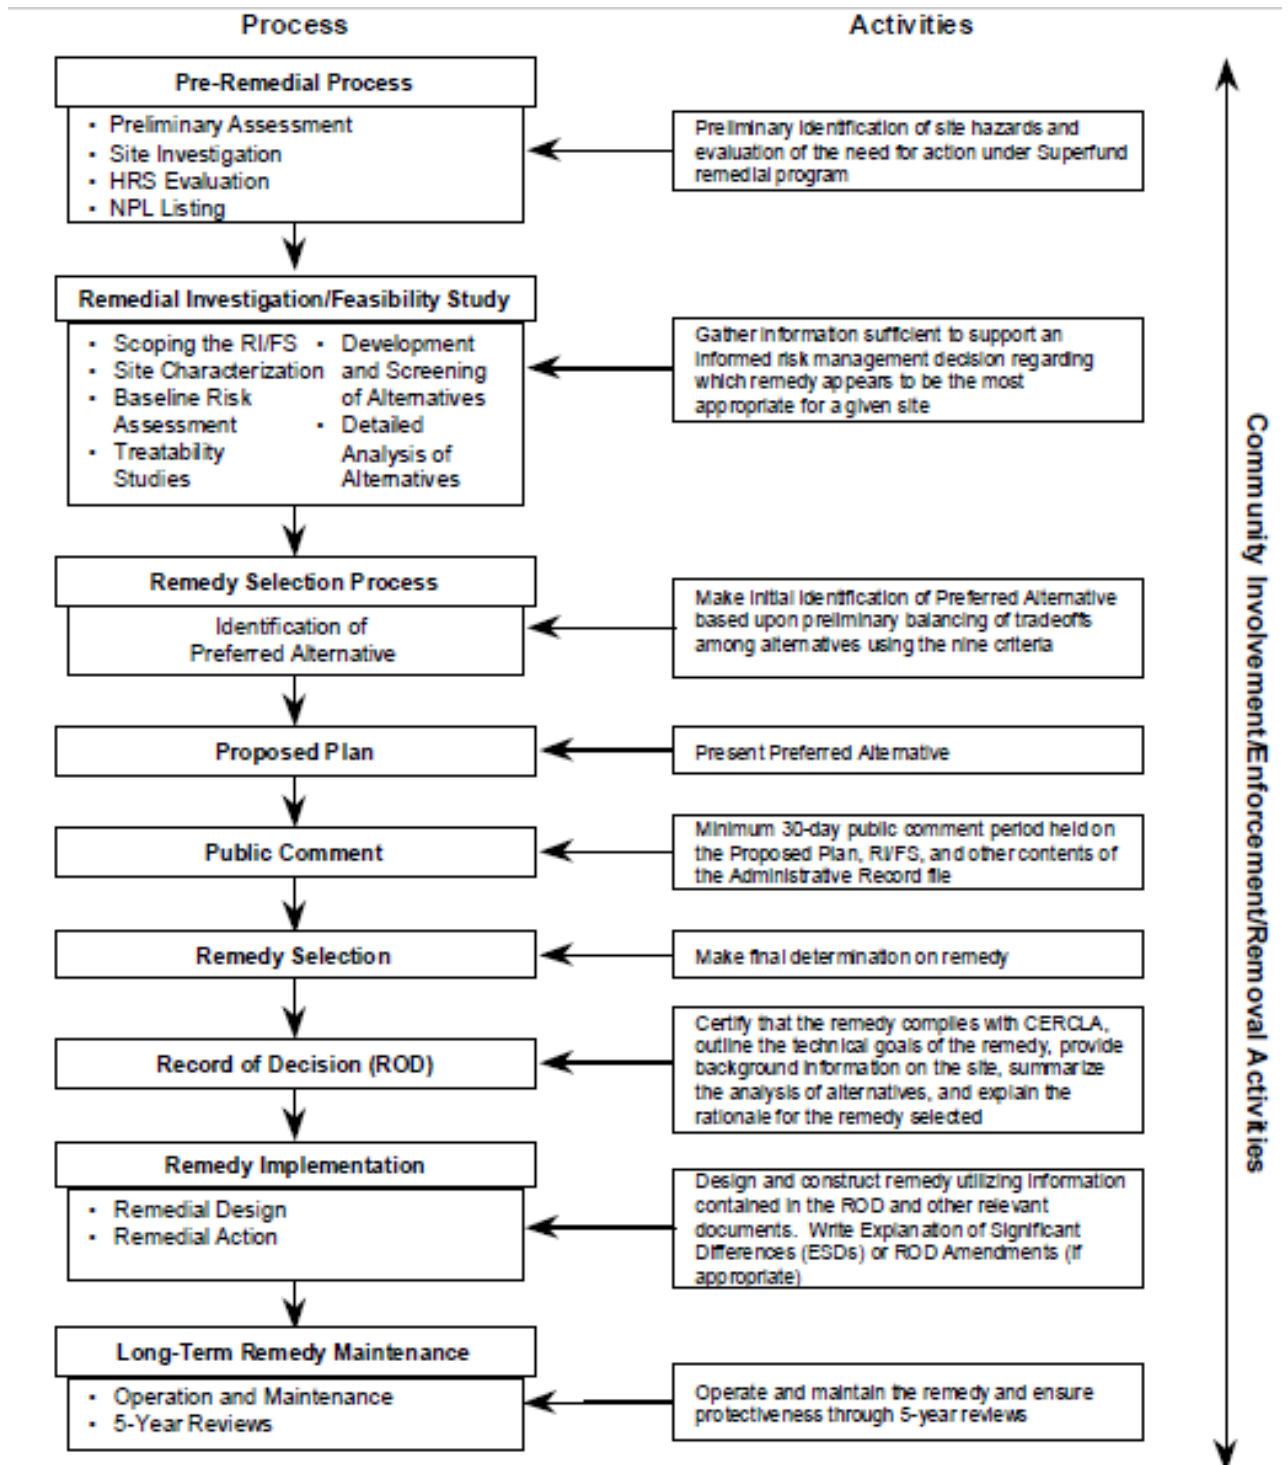 Process
Activities
Pre-Remedial Process
▪ Preliminary Assessment
▪ Site Investigation
▪ HRS Evaluation
▪ NPL Listing
Preliminary identification of site hazards and
evaluation of the need for action under Superfund
remedial program
Remedial Investigation/Feasibility Study
▪ Scoping the RI/FS
▪ Site Characterization
▪ Baseline Risk
Assessment
▪ Treatability
Studies
▪ Development
and Screening
of Alternatives
▪ Detailed
Analysis of
Alternatives
Gather information sufficient to support an
informed risk management decision regarding
which remedy appears to be the most
appropriate for a given site
Remedy Selection Process
Identification of
Preferred Alternative
Make initial identification of Preferred Alternative
based upon preliminary balancing of tradeoffs
among alternatives using the nine criteria
Proposed Plan
Present Preferred Alternative
Public Comment
Minimum 30-day public comment period held on
the Proposed Plan, RI/FS, and other contents of
the Administrative Record file
Remedy Selection
Make final determination on remedy
Record of Decision (ROD)
Certify that the remedy complies with CERCLA,
outline the technical goals of the remedy, provide
background information on the site, summarize
the analysis of alternatives, and explain the
rationale for the remedy selected
Remedy Implementation
▪ Remedial Design
▪ Remedial Action
Design and construct remedy utilizing information
contained in the ROD and other relevant
documents. Write Explanation of Significant
Differences (ESDs) or ROD Amendments (if
appropriate)
Long-Term Remedy Maintenance
▪ Operation and Maintenance
▪ 5-Year Reviews
Operate and maintain the remedy and ensure
protectiveness through 5-year reviews
Community Involvement/Enforcement/Removal Activities